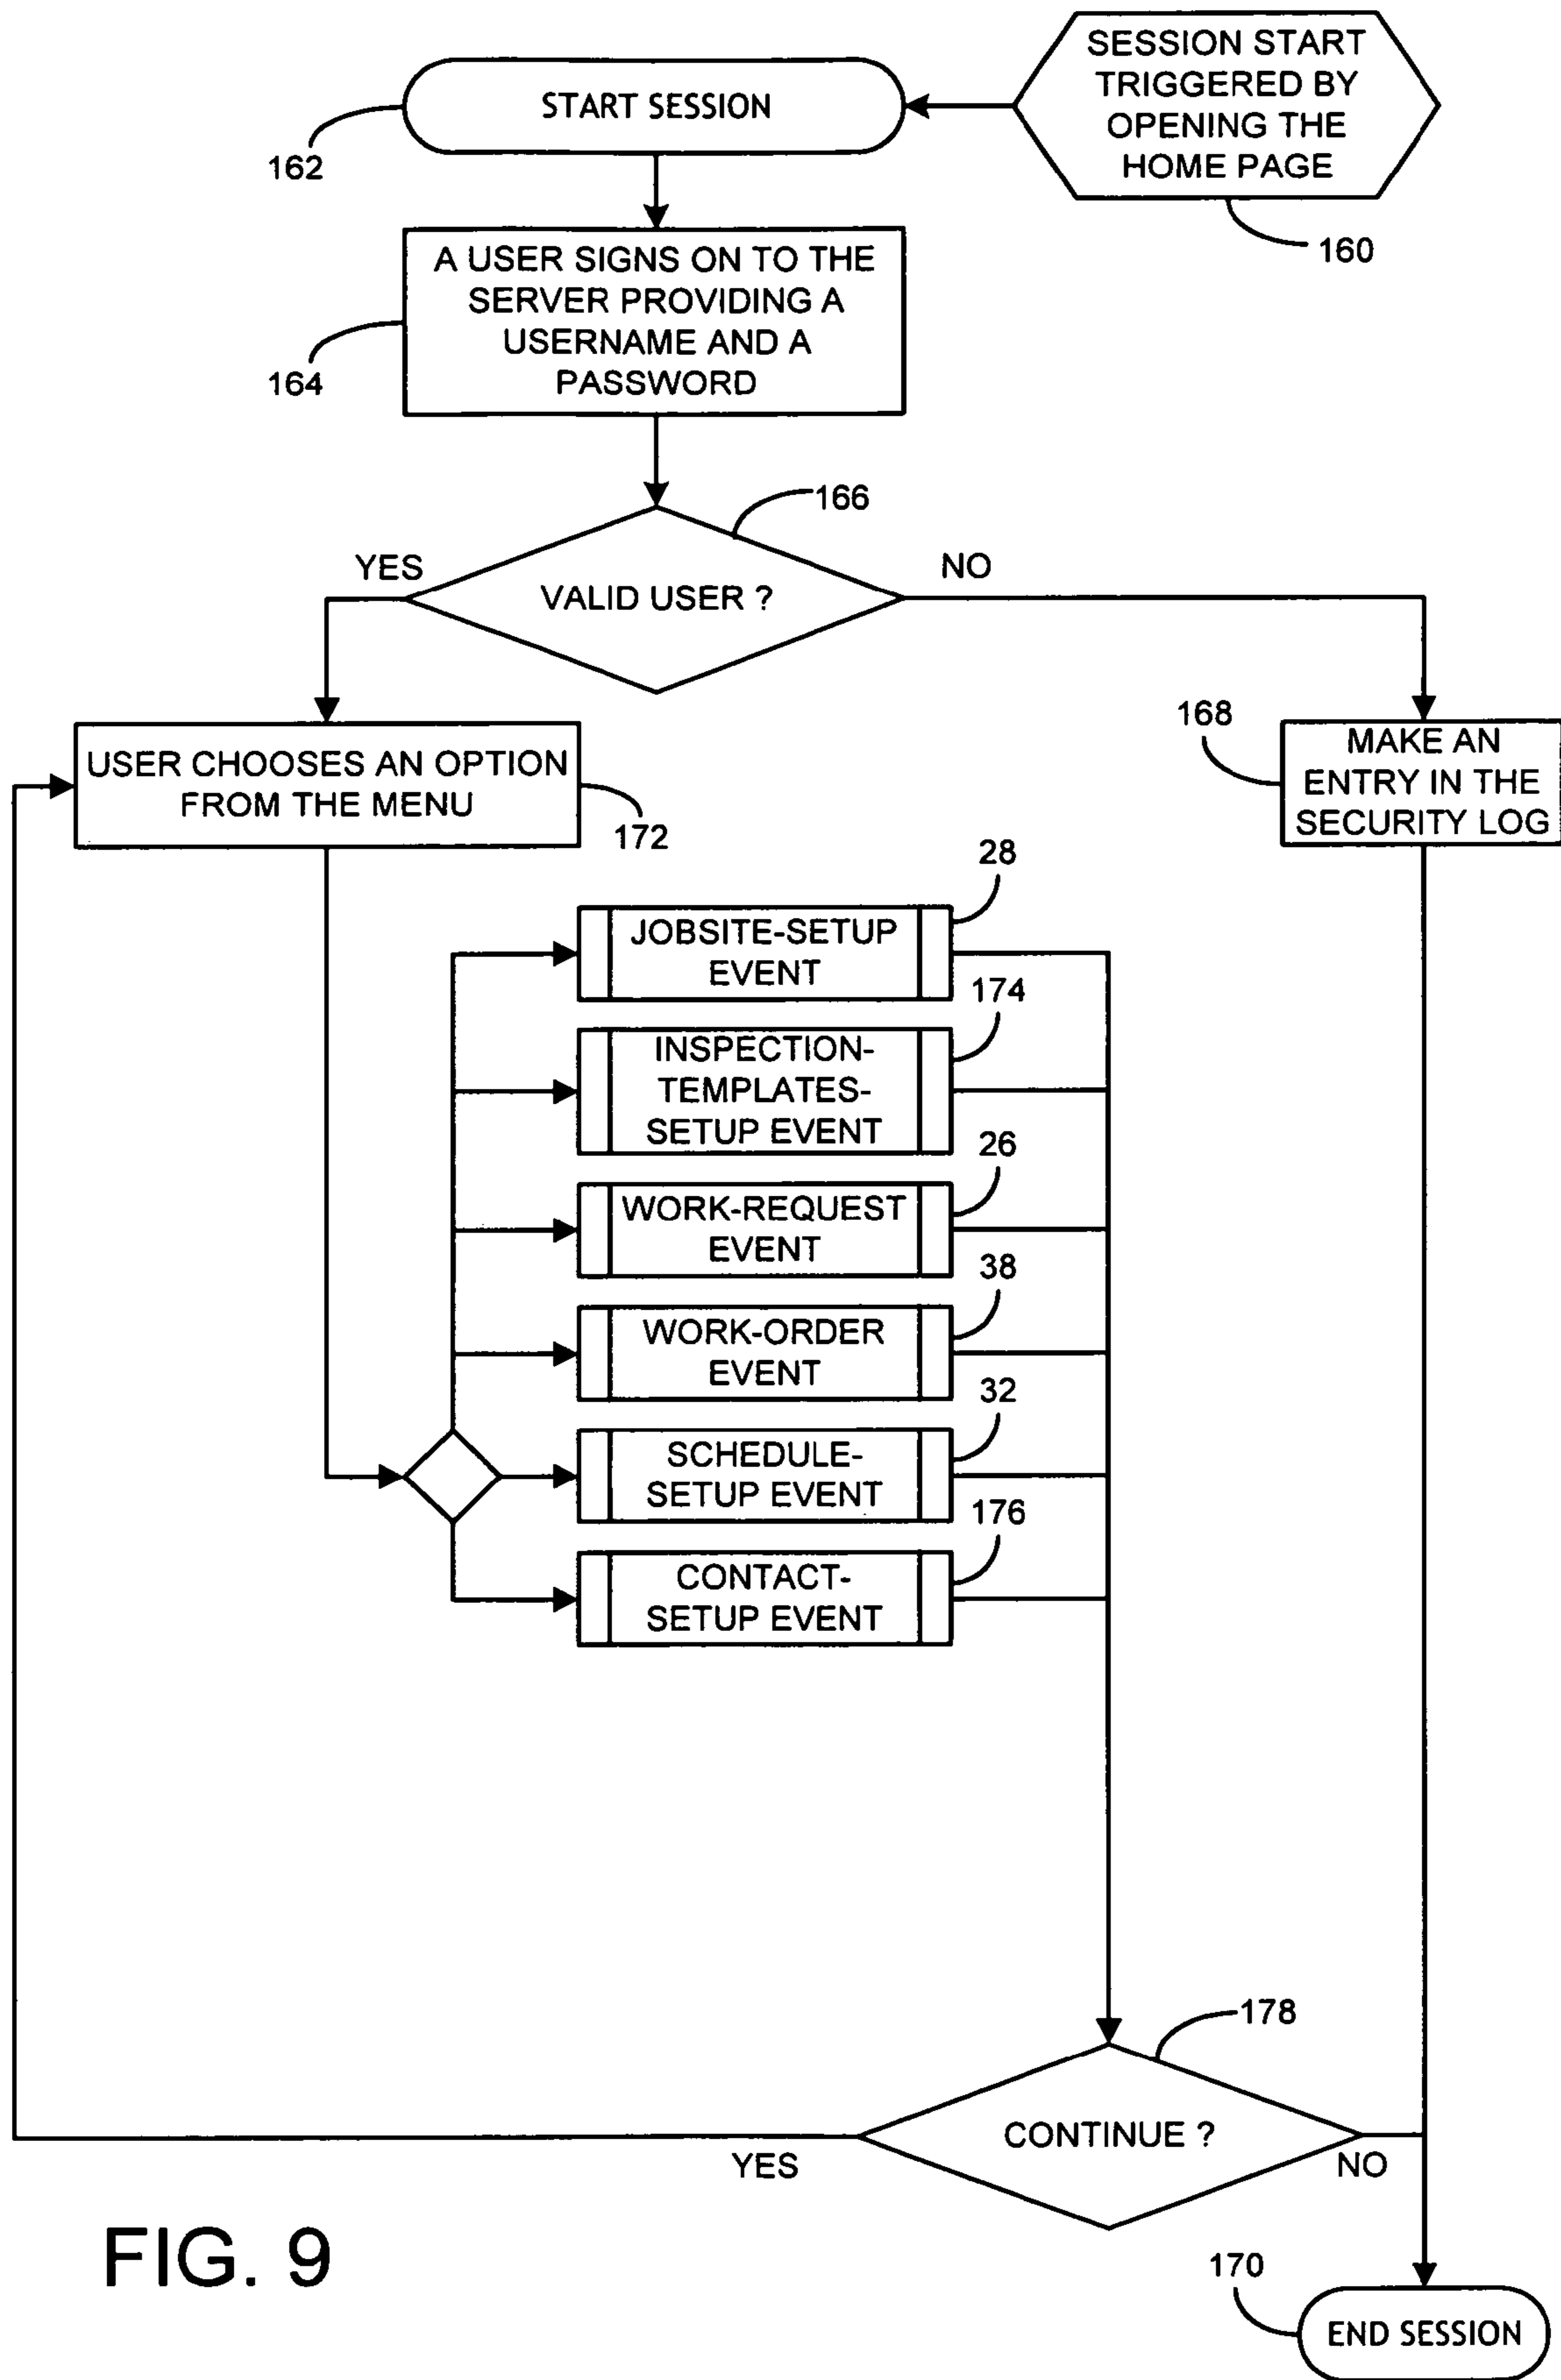 SESSION START
TRIGGERED BY
OPENING THE
HOME PAGE
160
START SESSION
162
A USER SIGNS ON TO THE
SERVER PROVIDING A
USERNAME AND A
PASSWORD
164
166
YES
VALID USER ?
NO
USER CHOOSES AN OPTION
FROM THE MENU
172
168
MAKE AN
ENTRY IN THE
SECURITY LOG
28
JOBSITE-SETUP
EVENT
174
INSPECTION-
TEMPLATES-
SETUP EVENT
26
WORK-REQUEST
EVENT
38
WORK-ORDER
EVENT
32
SCHEDULE-
SETUP EVENT
176
CONTACT-
SETUP EVENT
178
CONTINUE ?
YES
NO
FIG. 9
170
END SESSION